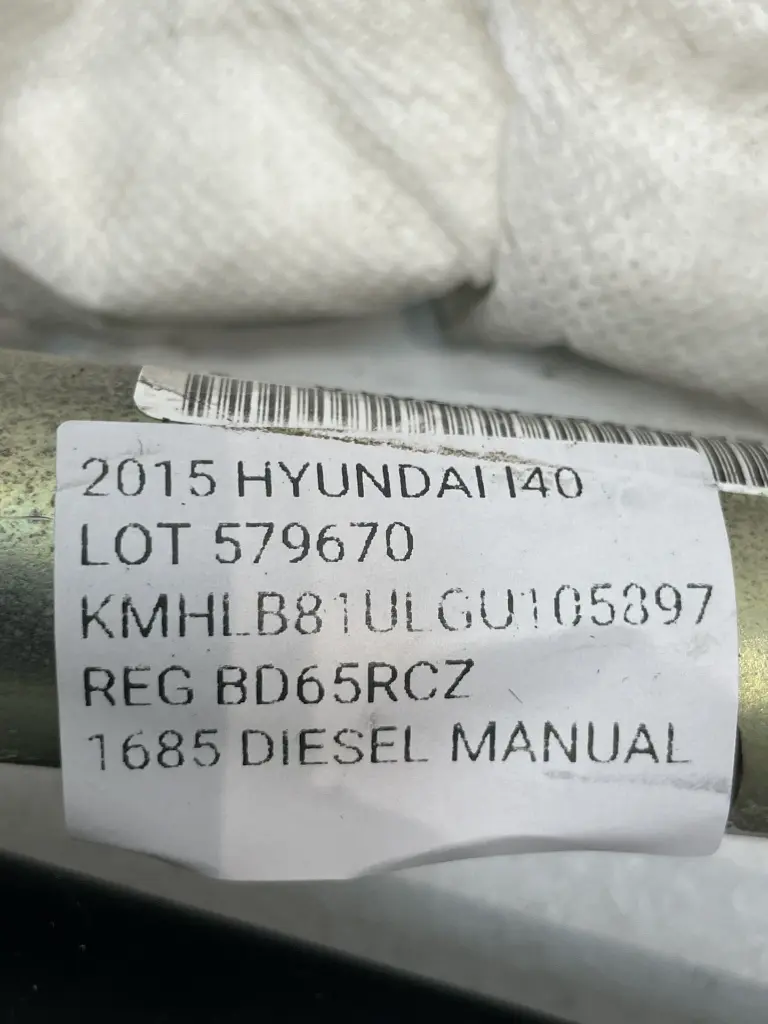 2015 HYUNDAI I40
LOT 579670
KMHLB81ULGU105897
REG BD65RCZ
1685 DIESEL MANUAL